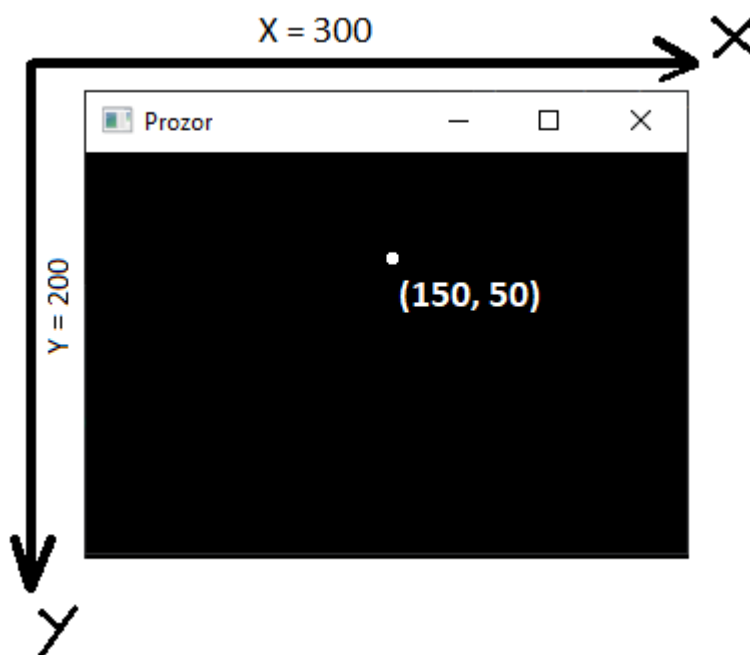 X = 300
X
Prozor
(150, 50)
Y = 200
y